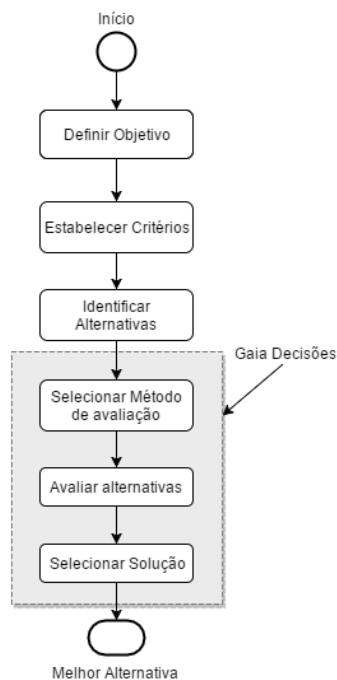 Início
Definir Objetivo
Estabelecer Critérios
Identificar
Alternativas
Gaia Decisões
Selecionar Método
de avaliação
Avaliar alternativas
Selecionar Solução
Melhor Alternativa